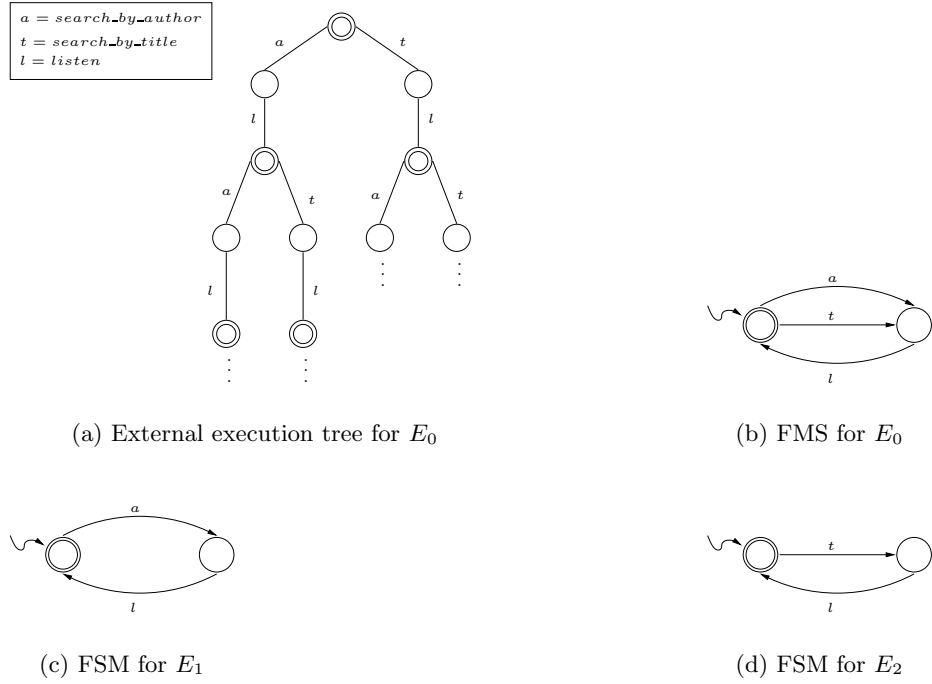 a = search_by_author
t = search_by_title
l = listen
a
t
l
l
a
t
a
t
l
l
(a) External execution tree for E₀
a
t
l
(b) FMS for E₀
a
l
(c) FSM for E₁
t
l
(d) FSM for E₂